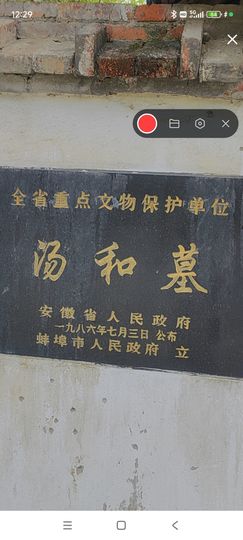 12:29
全省重点文物保护单位
汤和墓
安徽省人民政府
一九八六年七月三日 公布
蚌埠市人民政府 立